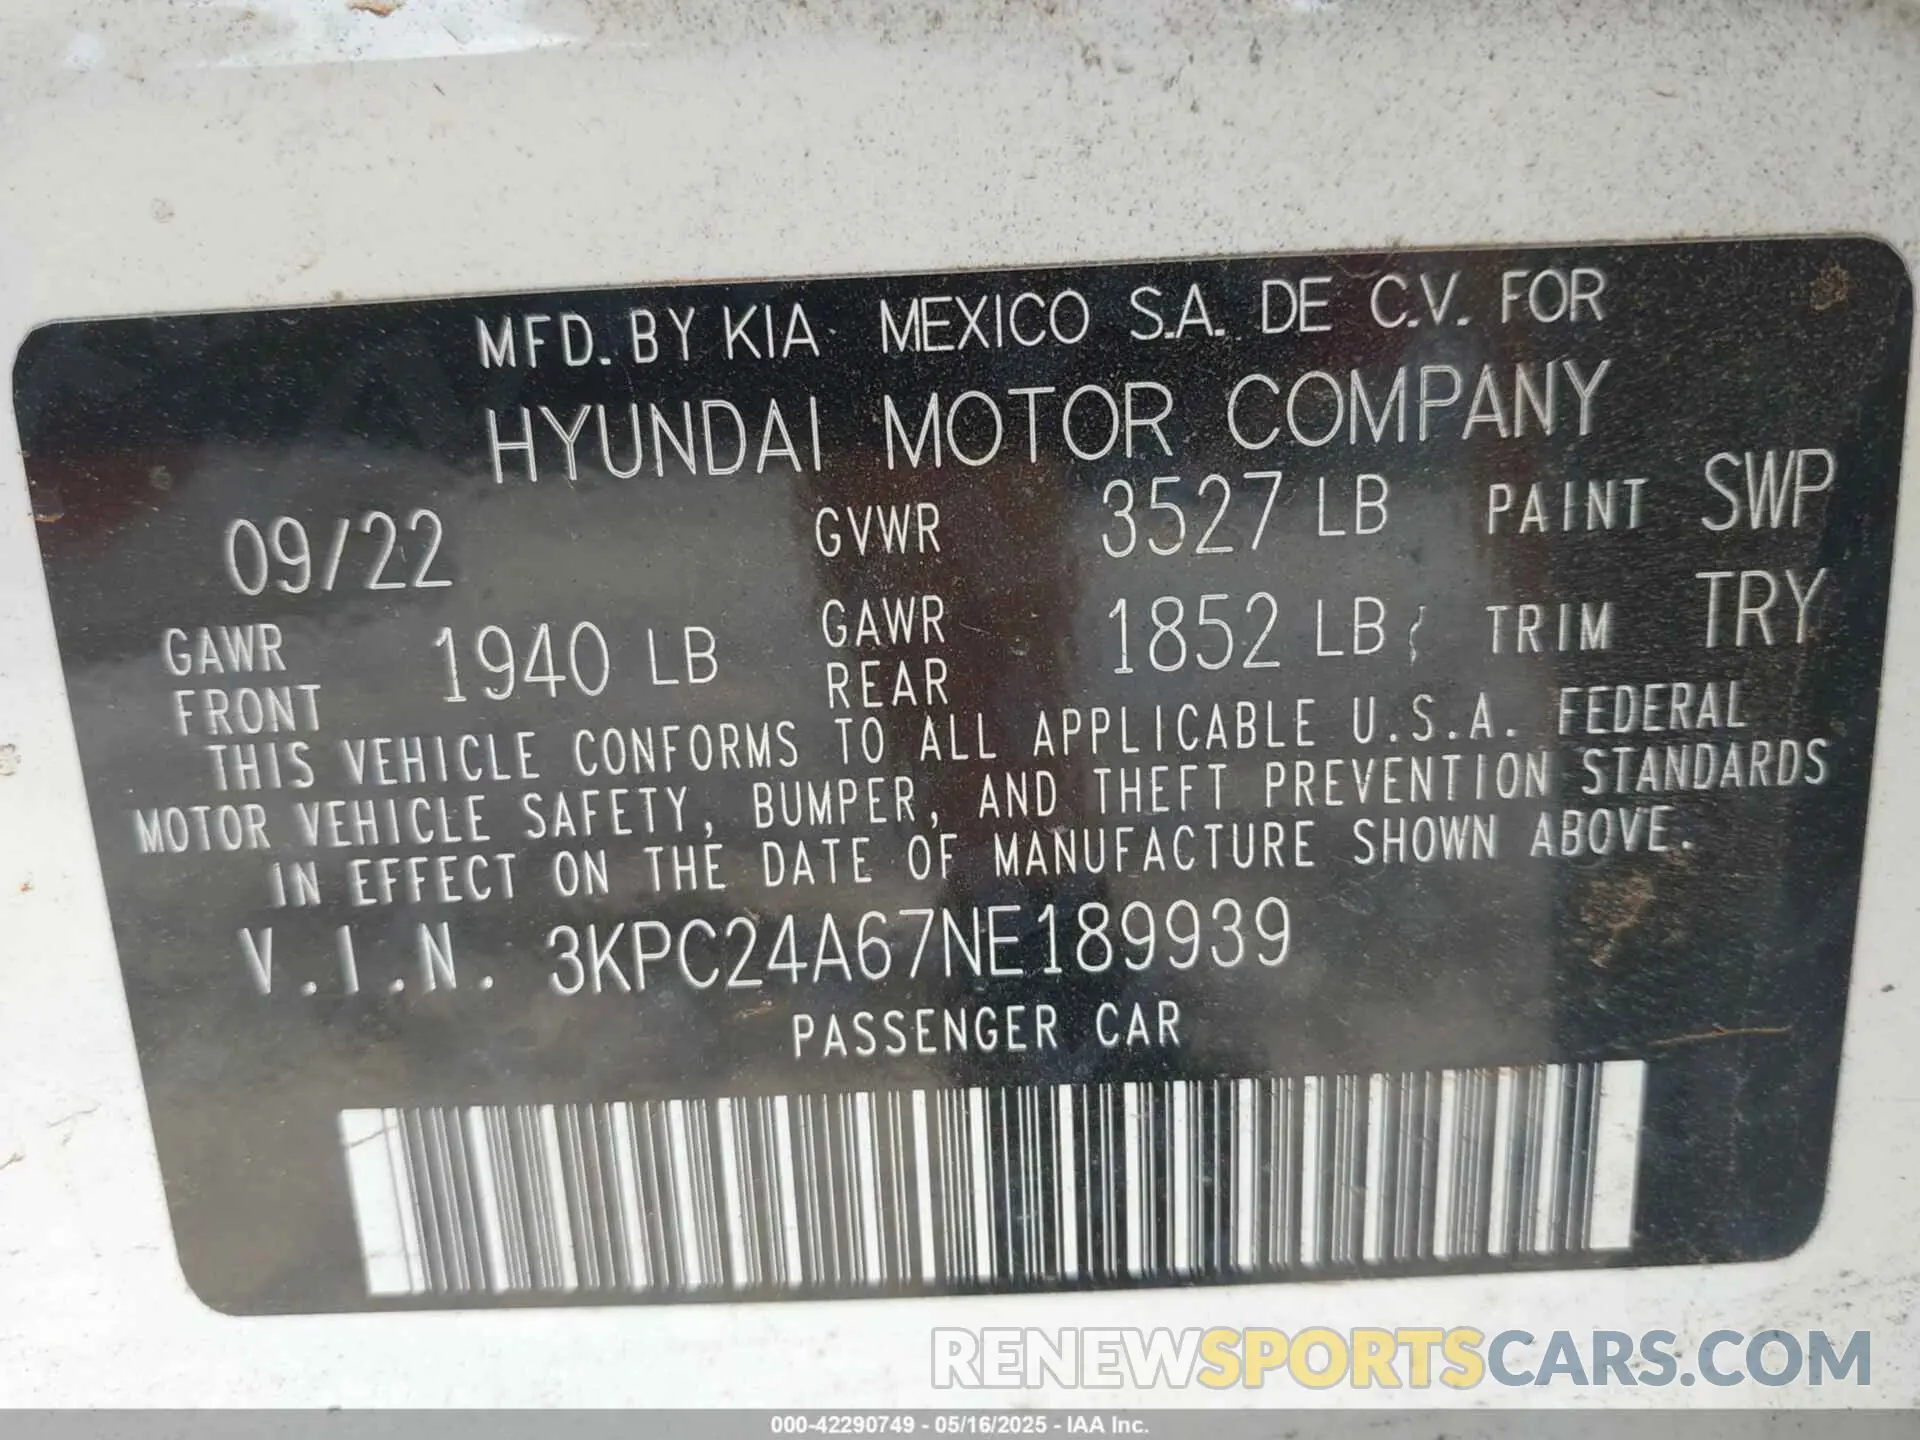 MFD. BY KIA MEXICO S.A. DE C.V. FOR
HYUNDAI MOTOR COMPANY
09/22 GVWR 3527 LB PAINT SWP
GAWR FRONT 1940 LB GAWR REAR 1852 LB TRIM TRY
THIS VEHICLE CONFORMS TO ALL APPLICABLE U.S.A. FEDERAL
MOTOR VEHICLE SAFETY, BUMPER, AND THEFT PREVENTION STANDARDS
IN EFFECT ON THE DATE OF MANUFACTURE SHOWN ABOVE.
V.I.N. 3KPC24A67NE189939
PASSENGER CAR
RENEWSPORTSCARS.COM
000-42290749 - 05/16/2025 - IAA Inc.